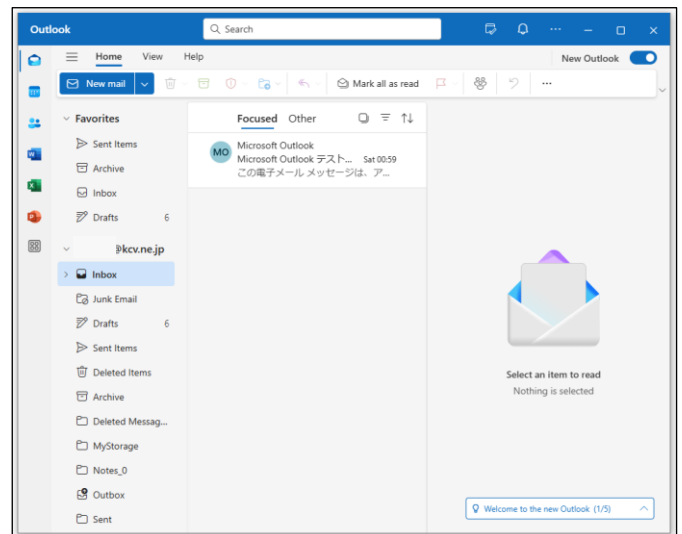 Outlook
Search
Home View Help
New Outlook
New mail
Mark all as read
Favorites
Sent Items
Archive
Inbox
Drafts 6
@kcv.ne.jp
Inbox
Junk Email
Drafts 6
Sent Items
Deleted Items
Archive
Deleted Messag...
MyStorage
Notes_0
Outbox
Sent
Focused Other
MO
Microsoft Outlook
Microsoft Outlook テスト... Sat 00:59
この電子メール メッセージは、ア...
Select an item to read
Nothing is selected
Welcome to the new Outlook (1/5)